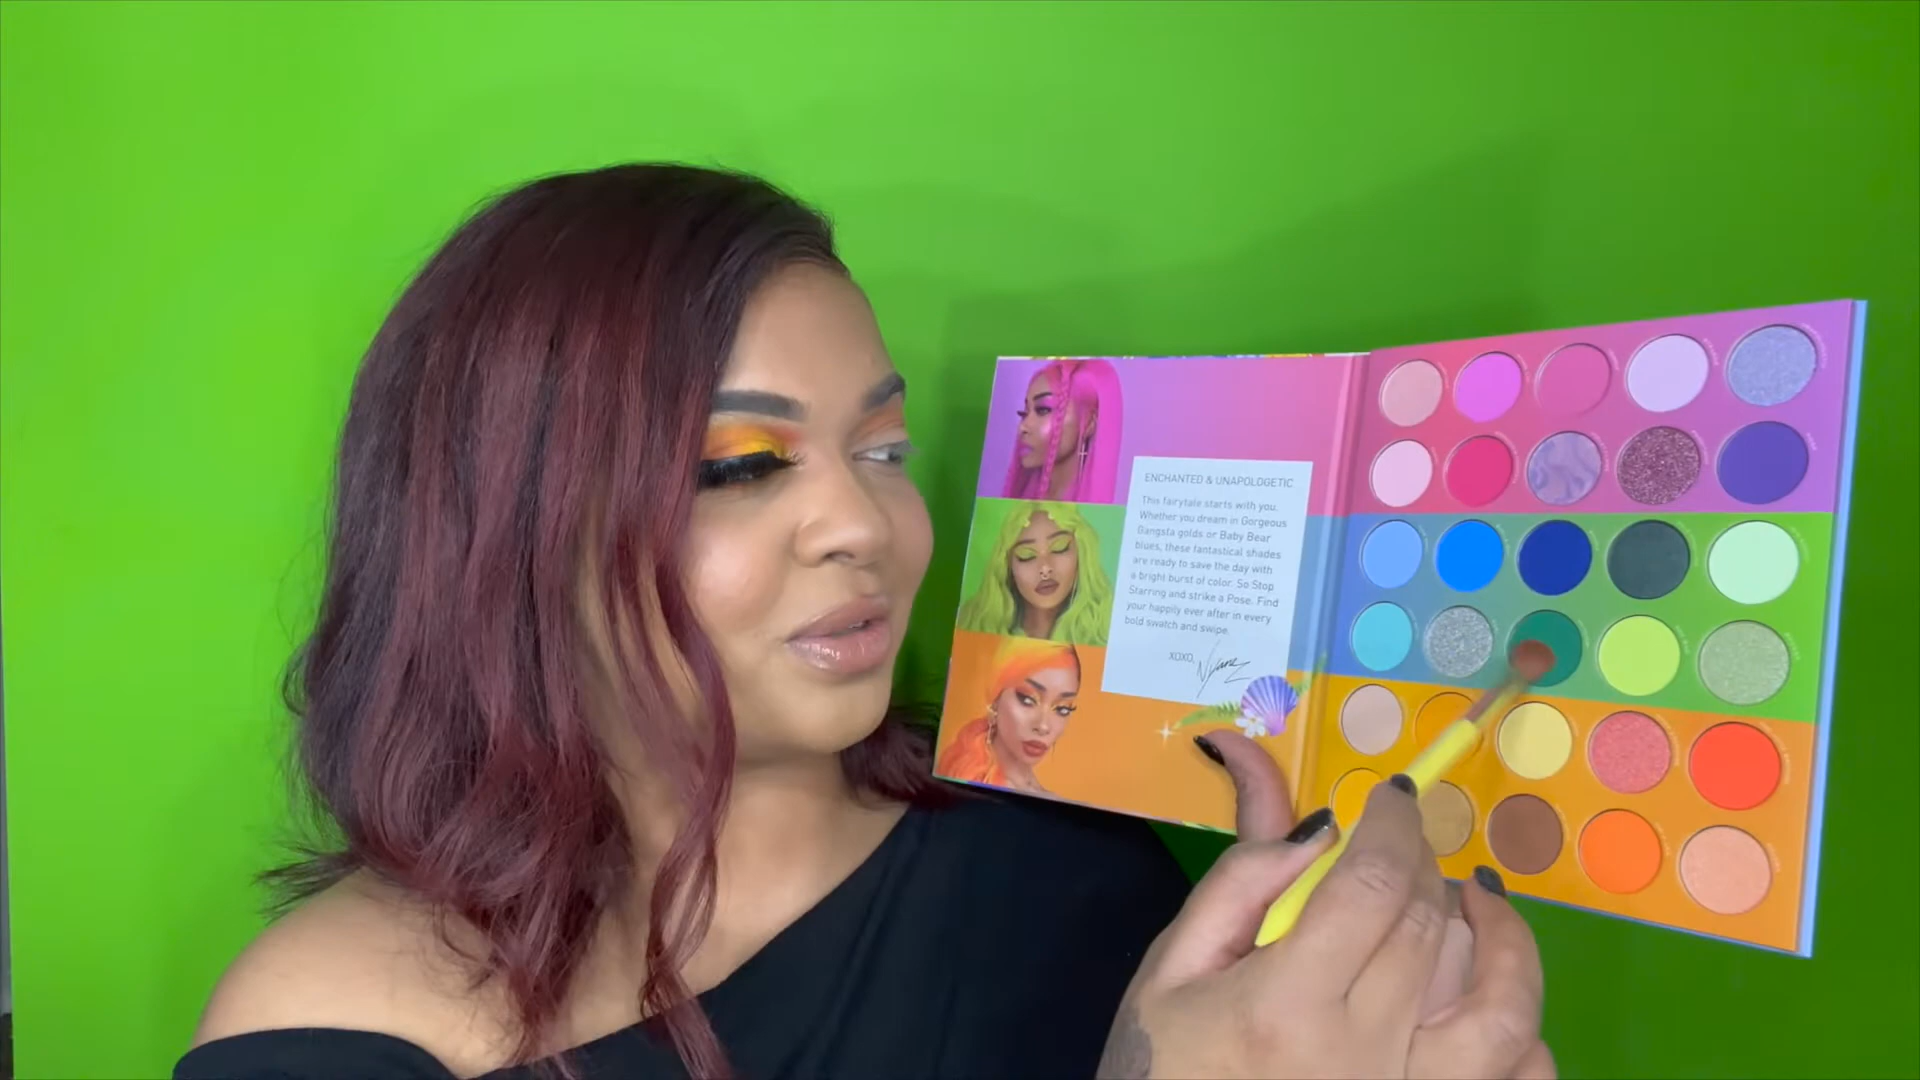 ENCHANTED & UNAPOLOGETIC
This fairytale starts with you.
Whether you dream in Gorgeous
Gangsta golds or Baby Bear
blues, these fantastical shades
are ready to save the day with
a bright burst of color. So Stop
Starring and strike a Pose. Find
your happily ever after in every
bold swatch and swipe.
XOXO,